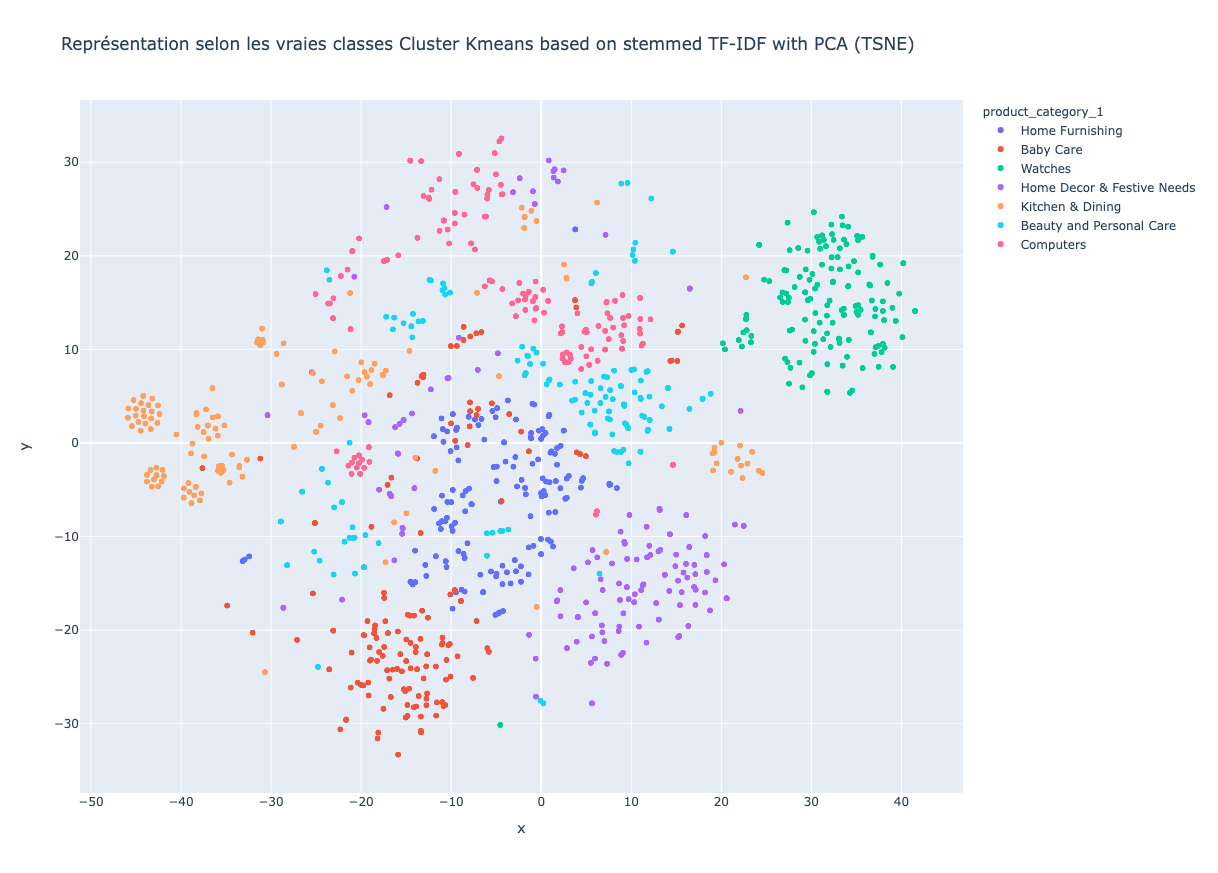 Représentation selon les vraies classes Cluster Kmeans based on stemmed TF-IDF with PCA (TSNE)
product_category_1
Home Furnishing
Baby Care
Watches
Home Decor & Festive Needs
Kitchen & Dining
Beauty and Personal Care
Computers
30
20
10
0
−10
−20
−30
y
−50 −40 −30 −20 −10 0 10 20 30 40
x